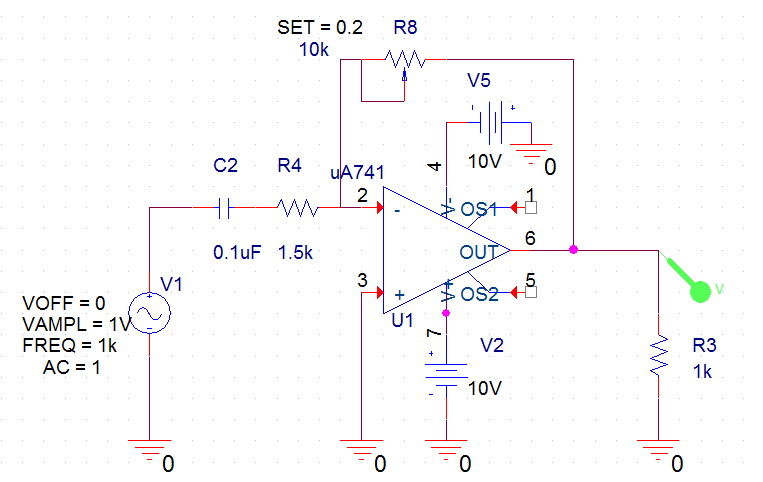 SET = 0.2
R8
10k
V5
10V
0
4
C2
R4
uA741
2
-
V-
OS1
1
0.1uF
1.5k
OUT
6
3
+
V+
OS2
5
U1
V1
VOFF = 0
VAMPL = 1V
FREQ = 1k
AC = 1
7
V2
10V
V
R3
1k
0
0
0
0